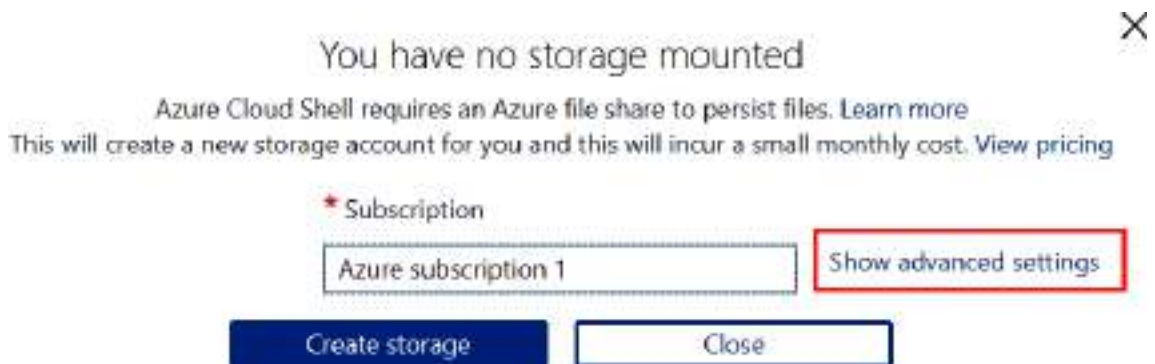 You have no storage mounted
Azure Cloud Shell requires an Azure file share to persist files. Learn more
This will create a new storage account for you and this will incur a small monthly cost. View pricing
* Subscription
Azure subscription 1
Show advanced settings
Create storage
Close